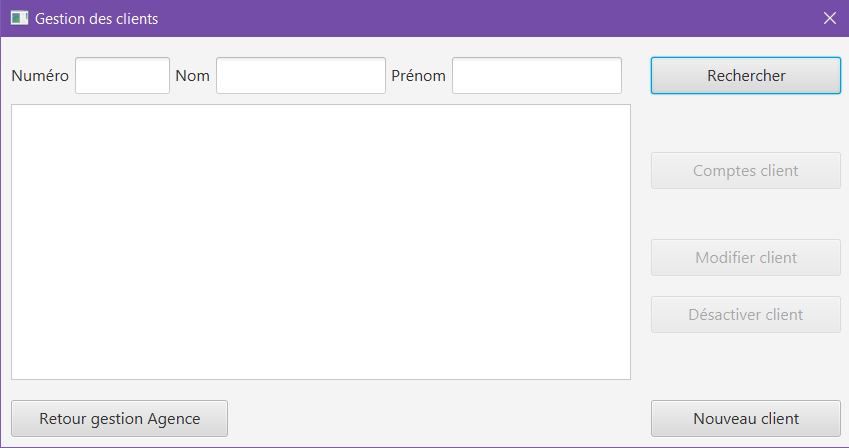 Gestion des clients
Numéro Nom Prénom Rechercher
Comptes client
Modifier client
Désactiver client
Retour gestion Agence Nouveau client